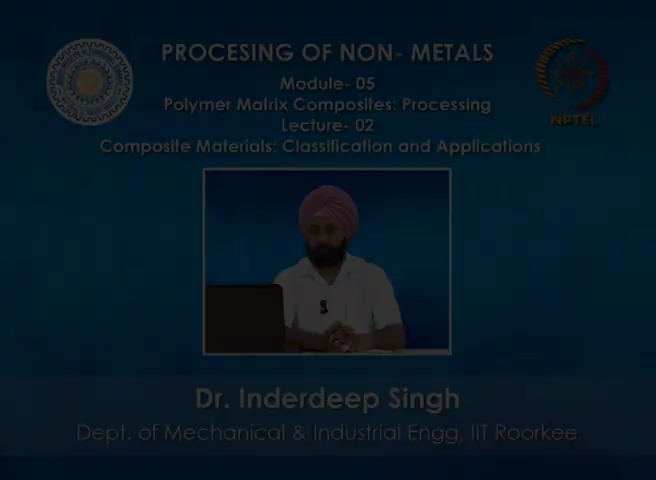 PROCESING OF NON- METALS
Module- 05
Polymer Matrix Composites: Processing
Lecture- 02
Composite Materials: Classification and Applications
NPTEL
Dr. Inderdeep Singh
Dept. of Mechanical & Industrial Engg, IIT Roorkee